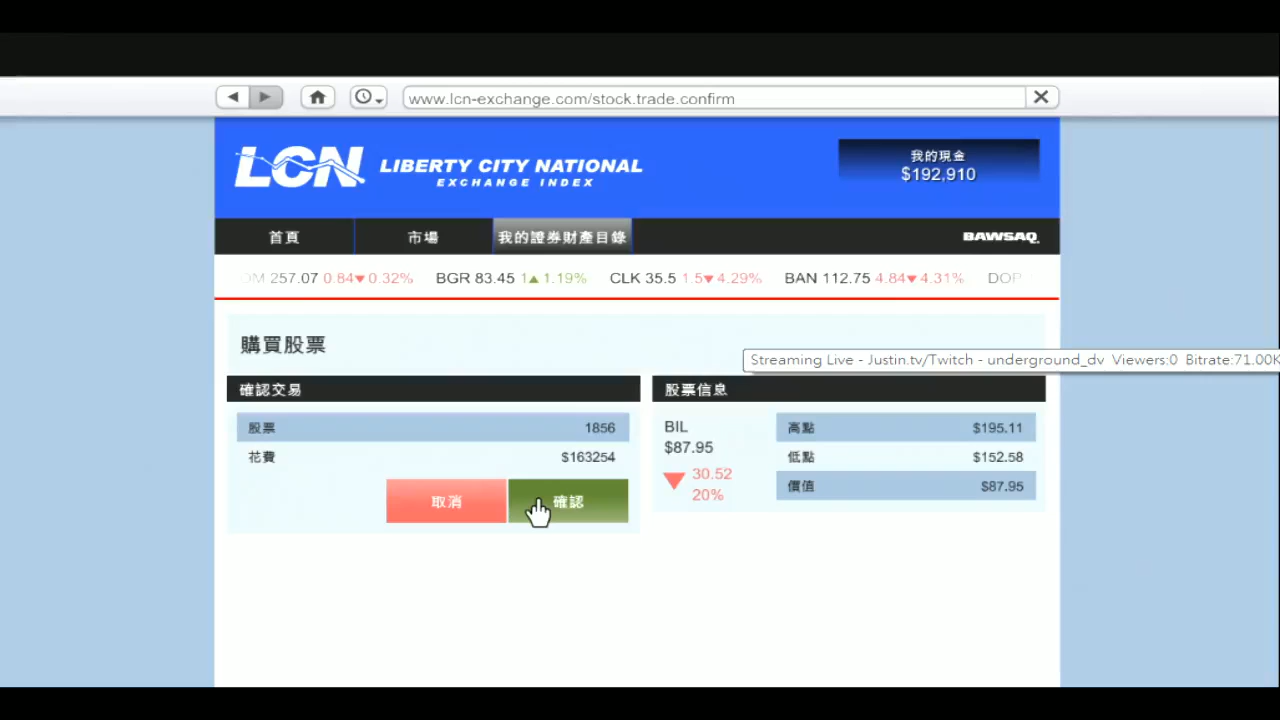 www.lcn-exchange.com/stock.trade.confirm
LCN LIBERTY CITY NATIONAL
EXCHANGE INDEX
我的現金
$192,910
首頁 市場 我的證券財產目錄 BAWSAQ
257.07 0.84▼0.32% BGR 83.45 1▲1.19% CLK 35.5 1.5▼4.29% BAN 112.75 4.84▼4.31% DOP
購買股票
Streaming Live - Justin.tv/Twitch - underground_dv Viewers:0 Bitrate:71.00K
確認交易
股票 1856
花費 $163254
取消 確認
股票信息
BIL
$87.95
▼ 30.52
20%
高點 $195.11
低點 $152.58
價值 $87.95